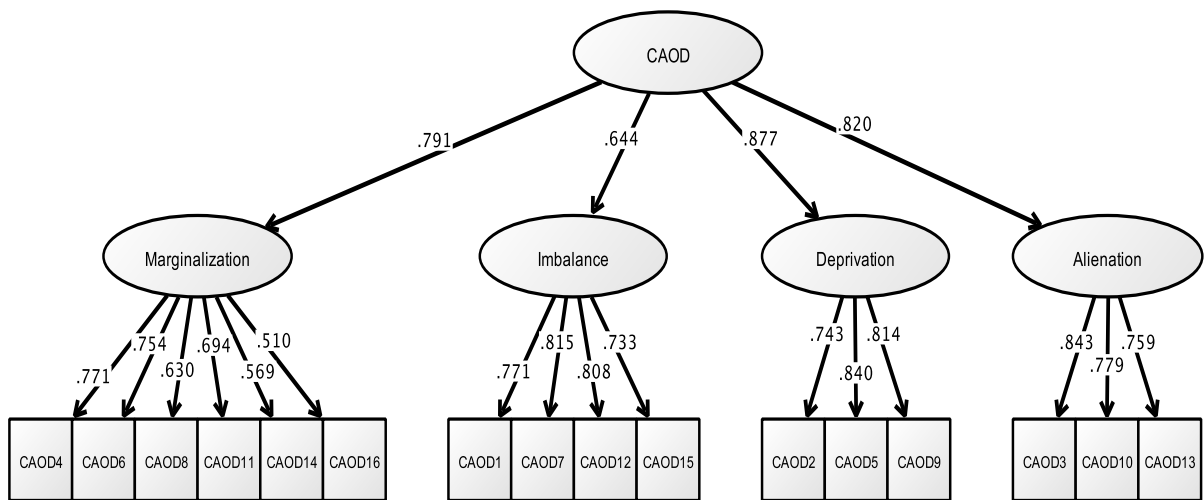 CAOD
.791
.644
.877
.820
Marginalization
Imbalance
Deprivation
Alienation
.771
.754
.630
.694
.569
.510
.771
.815
.808
.733
.743
.840
.814
.843
.779
.759
CAOD4 CAOD6 CAOD8 CAOD11 CAOD14 CAOD16
CAOD1 CAOD7 CAOD12 CAOD15
CAOD2 CAOD5 CAOD9
CAOD3 CAOD10 CAOD13